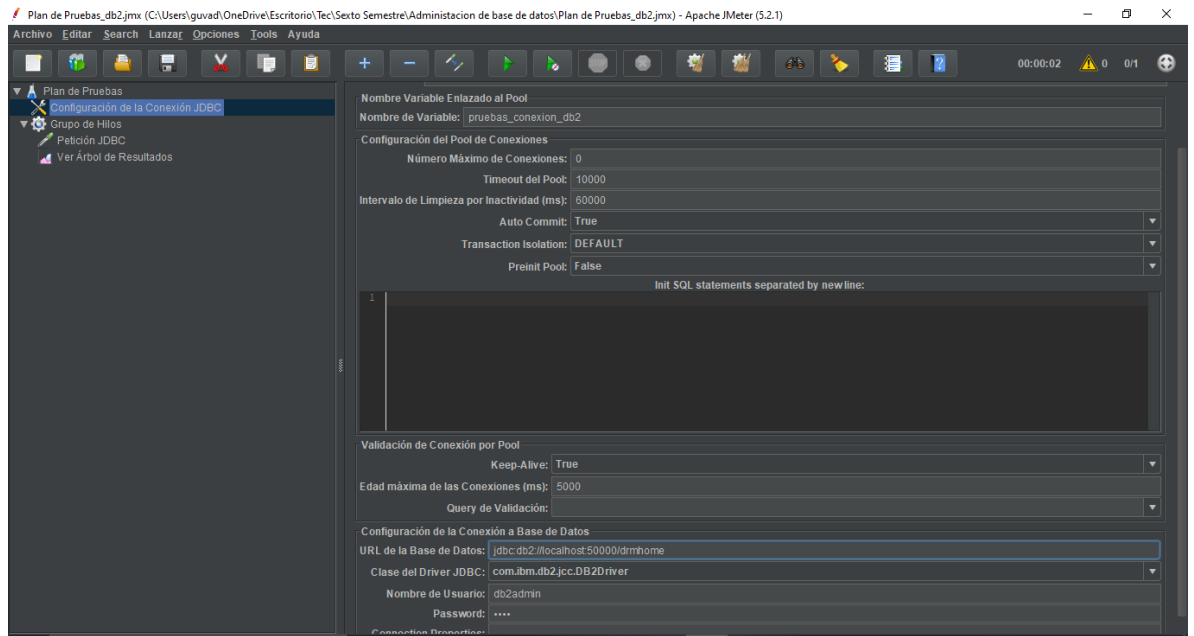 Plan de Pruebas_db2.jmx (C:\Users\guvad\OneDrive\Escritorio\Tec\Sexto Semestre\Administacion de base de datos\Plan de Pruebas_db2.jmx) - Apache JMeter (5.2.1)
Archivo Editar Search Lanzar Opciones Tools Ayuda
00:00:02 0 0/1
Plan de Pruebas
Configuración de la Conexión JDBC
Grupo de Hilos
Petición JDBC
Ver Árbol de Resultados
Nombre Variable Enlazado al Pool
Nombre de Variable: pruebas_conexion_db2
Configuración del Pool de Conexiones
Número Máximo de Conexiones: 0
Timeout del Pool: 10000
Intervalo de Limpieza por Inactividad (ms): 60000
Auto Commit: True
Transaction Isolation: DEFAULT
Preinit Pool: False
Init SQL statements separated by new line:
1
Validación de Conexión por Pool
Keep-Alive: True
Edad máxima de las Conexiones (ms): 5000
Query de Validación:
Configuración de la Conexión a Base de Datos
URL de la Base de Datos: jdbc:db2://localhost:50000/drmhome
Clase del Driver JDBC: com.ibm.db2.jcc.DB2Driver
Nombre de Usuario: db2admin
Password: ••••
Connection Properties: